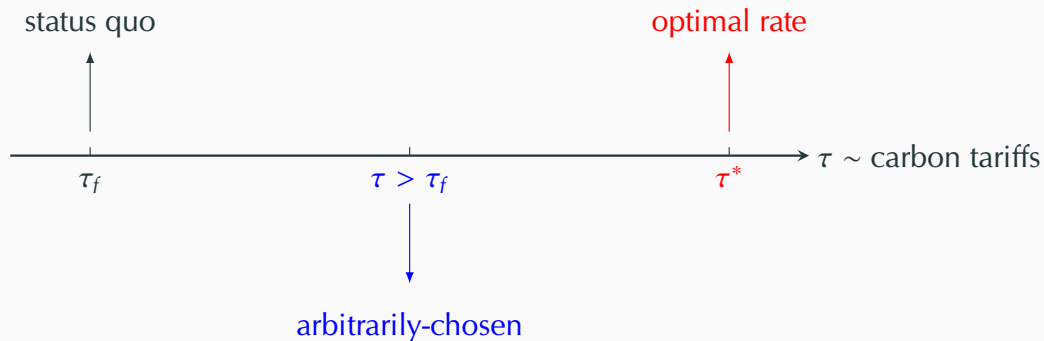 status quo
optimal rate
τ ~ carbon tariffs
τ_f
τ > τ_f
τ*
arbitrarily-chosen